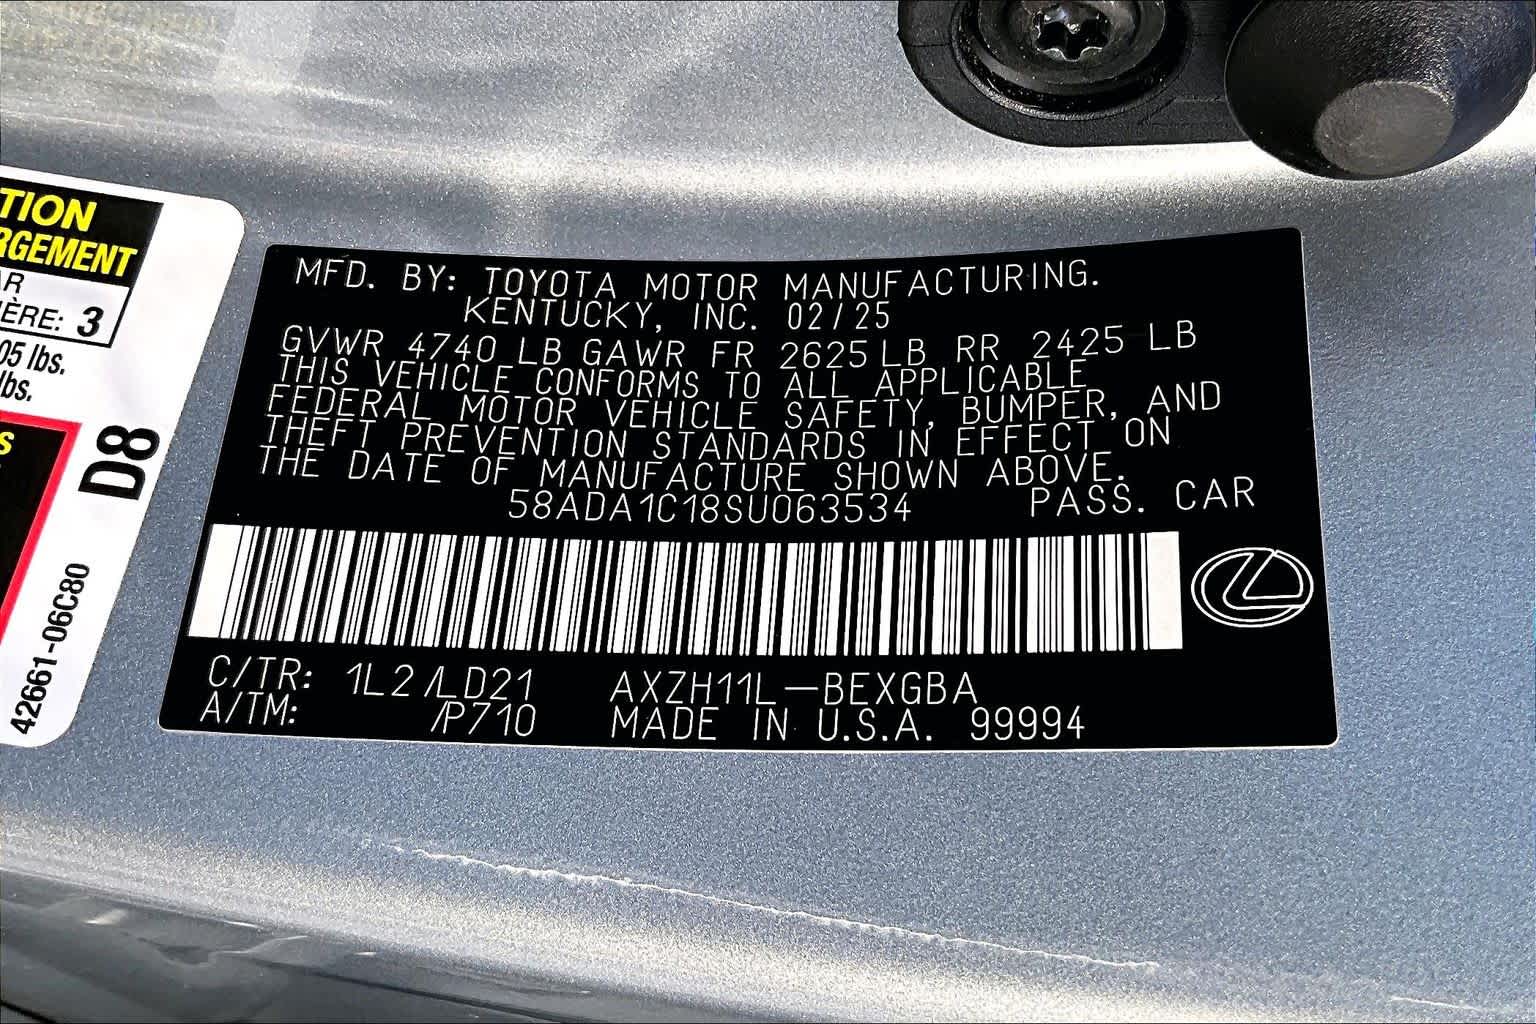 TION
RGEMENT
AR
IÈRE: 3
05 lbs.
lbs.
S
D8
42661-06C80
MFD. BY: TOYOTA MOTOR MANUFACTURING.
KENTUCKY, INC. 02/25
GVWR 4740 LB GAWR FR 2625 LB RR 2425 LB
THIS VEHICLE CONFORMS TO ALL APPLICABLE
FEDERAL MOTOR VEHICLE SAFETY, BUMPER, AND
THEFT PREVENTION STANDARDS IN EFFECT ON
THE DATE OF MANUFACTURE SHOWN ABOVE.
58ADA1C18SU063534 PASS. CAR
C/TR: 1L2/LD21 AXZH11L-BEXGBA
A/TM: /P710 MADE IN U.S.A. 99994